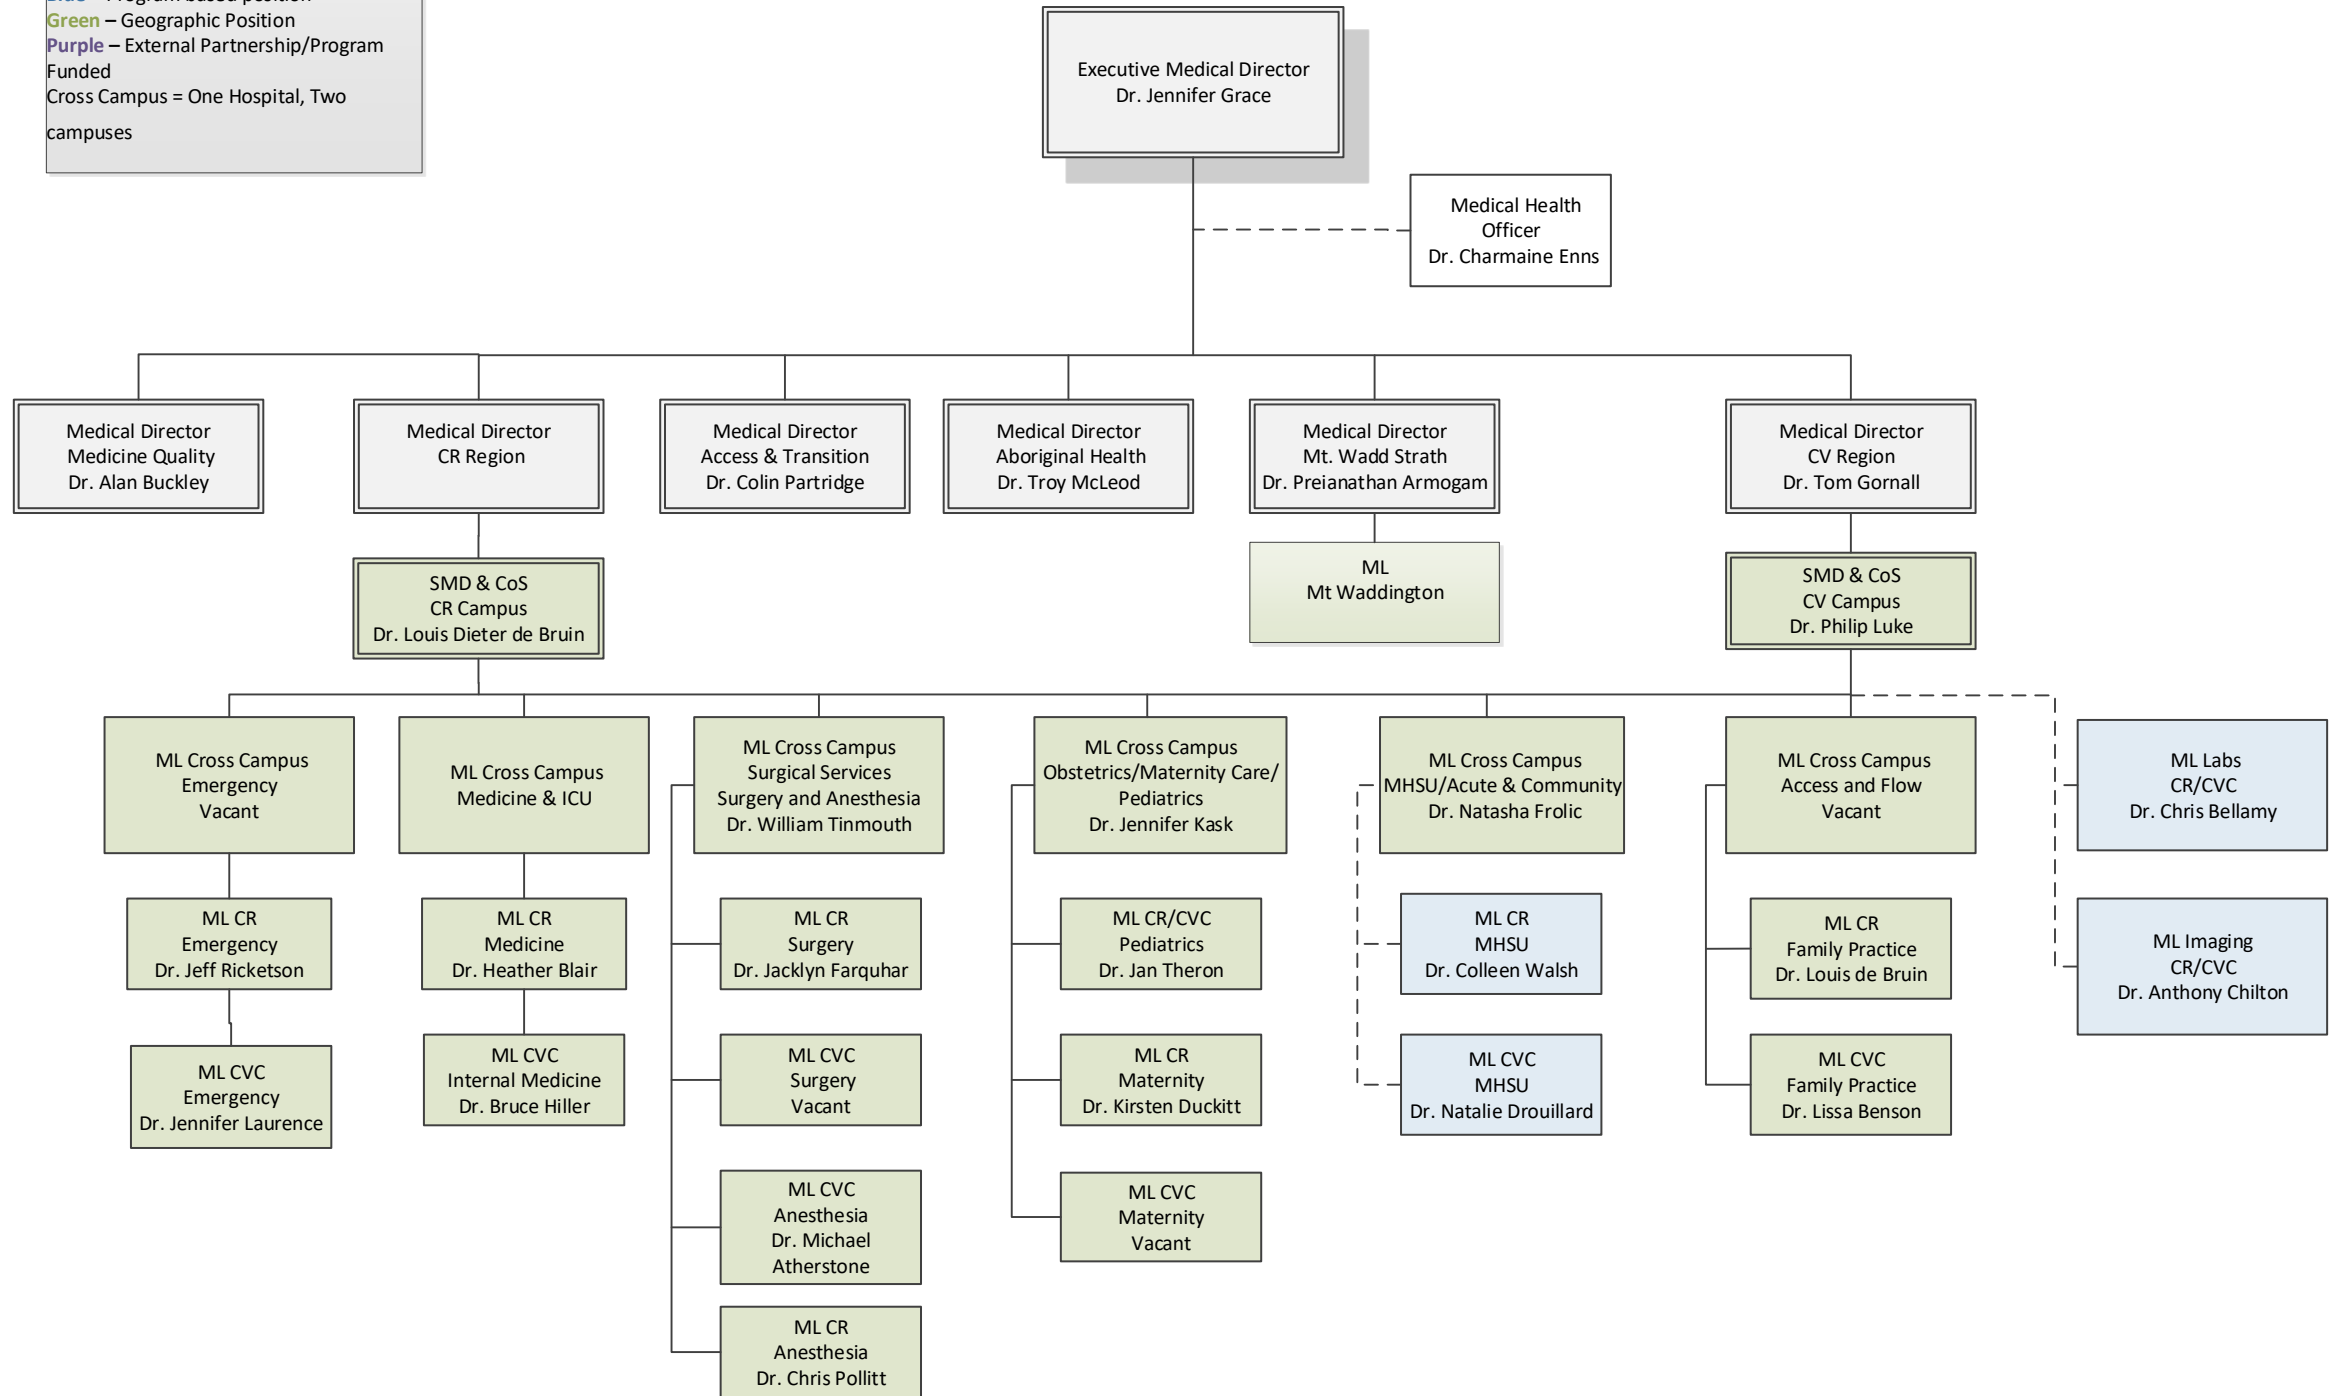 Blue – Program based position
Green – Geographic Position
Purple – External Partnership/Program
Funded
Cross Campus = One Hospital, Two
campuses
Executive Medical Director
Dr. Jennifer Grace
Medical Health
Officer
Dr. Charmaine Enns
Medical Director
Medicine Quality
Dr. Alan Buckley
Medical Director
CR Region
Medical Director
Access & Transition
Dr. Colin Partridge
Medical Director
Aboriginal Health
Dr. Troy McLeod
Medical Director
Mt. Wadd Strath
Dr. Preianathan Armogam
Medical Director
CV Region
Dr. Tom Gornall
SMD & CoS
CR Campus
Dr. Louis Dieter de Bruin
ML
Mt Waddington
SMD & CoS
CV Campus
Dr. Philip Luke
ML Cross Campus
Emergency
Vacant
ML Cross Campus
Medicine & ICU
ML Cross Campus
Surgical Services
Surgery and Anesthesia
Dr. William Tinmouth
ML Cross Campus
Obstetrics/Maternity Care/
Pediatrics
Dr. Jennifer Kask
ML Cross Campus
MHSU/Acute & Community
Dr. Natasha Frolic
ML Cross Campus
Access and Flow
Vacant
ML Labs
CR/CVC
Dr. Chris Bellamy
ML CR
Emergency
Dr. Jeff Ricketson
ML CR
Medicine
Dr. Heather Blair
ML CR
Surgery
Dr. Jacklyn Farquhar
ML CR/CVC
Pediatrics
Dr. Jan Theron
ML CR
MHSU
Dr. Colleen Walsh
ML CR
Family Practice
Dr. Louis de Bruin
ML Imaging
CR/CVC
Dr. Anthony Chilton
ML CVC
Emergency
Dr. Jennifer Laurence
ML CVC
Internal Medicine
Dr. Bruce Hiller
ML CVC
Surgery
Vacant
ML CR
Maternity
Dr. Kirsten Duckitt
ML CVC
MHSU
Dr. Natalie Drouillard
ML CVC
Family Practice
Dr. Lissa Benson
ML CVC
Anesthesia
Dr. Michael
Atherstone
ML CVC
Maternity
Vacant
ML CR
Anesthesia
Dr. Chris Pollitt